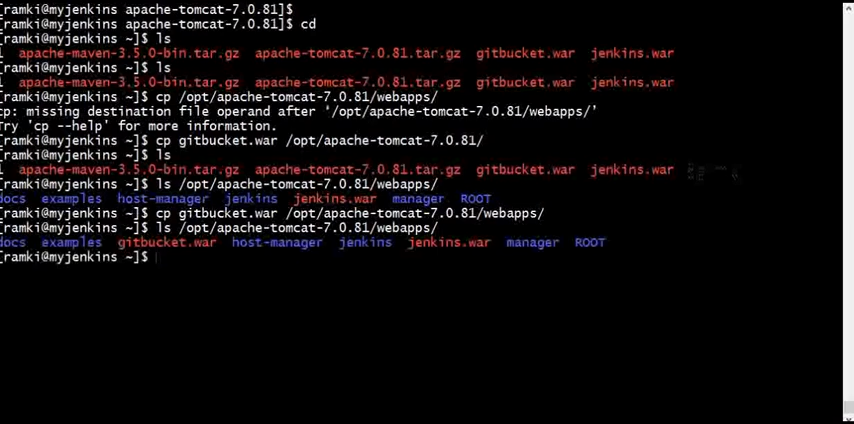 [ramki@myjenkins apache-tomcat-7.0.81]$
[ramki@myjenkins apache-tomcat-7.0.81]$ cd
[ramki@myjenkins ~]$ ls
1  apache-maven-3.5.0-bin.tar.gz  apache-tomcat-7.0.81.tar.gz  gitbucket.war  jenkins.war
[ramki@myjenkins ~]$ ls
1  apache-maven-3.5.0-bin.tar.gz  apache-tomcat-7.0.81.tar.gz  gitbucket.war  jenkins.war
[ramki@myjenkins ~]$ cp /opt/apache-tomcat-7.0.81/webapps/
cp: missing destination file operand after ‘/opt/apache-tomcat-7.0.81/webapps/’
Try 'cp --help' for more information.
[ramki@myjenkins ~]$ cp gitbucket.war /opt/apache-tomcat-7.0.81/
[ramki@myjenkins ~]$ ls
1  apache-maven-3.5.0-bin.tar.gz  apache-tomcat-7.0.81.tar.gz  gitbucket.war  jenkins.war
[ramki@myjenkins ~]$ ls /opt/apache-tomcat-7.0.81/webapps/
docs  examples  host-manager  jenkins  jenkins.war  manager  ROOT
[ramki@myjenkins ~]$ cp gitbucket.war /opt/apache-tomcat-7.0.81/webapps/
[ramki@myjenkins ~]$ ls /opt/apache-tomcat-7.0.81/webapps/
docs  examples  gitbucket.war  host-manager  jenkins  jenkins.war  manager  ROOT
[ramki@myjenkins ~]$